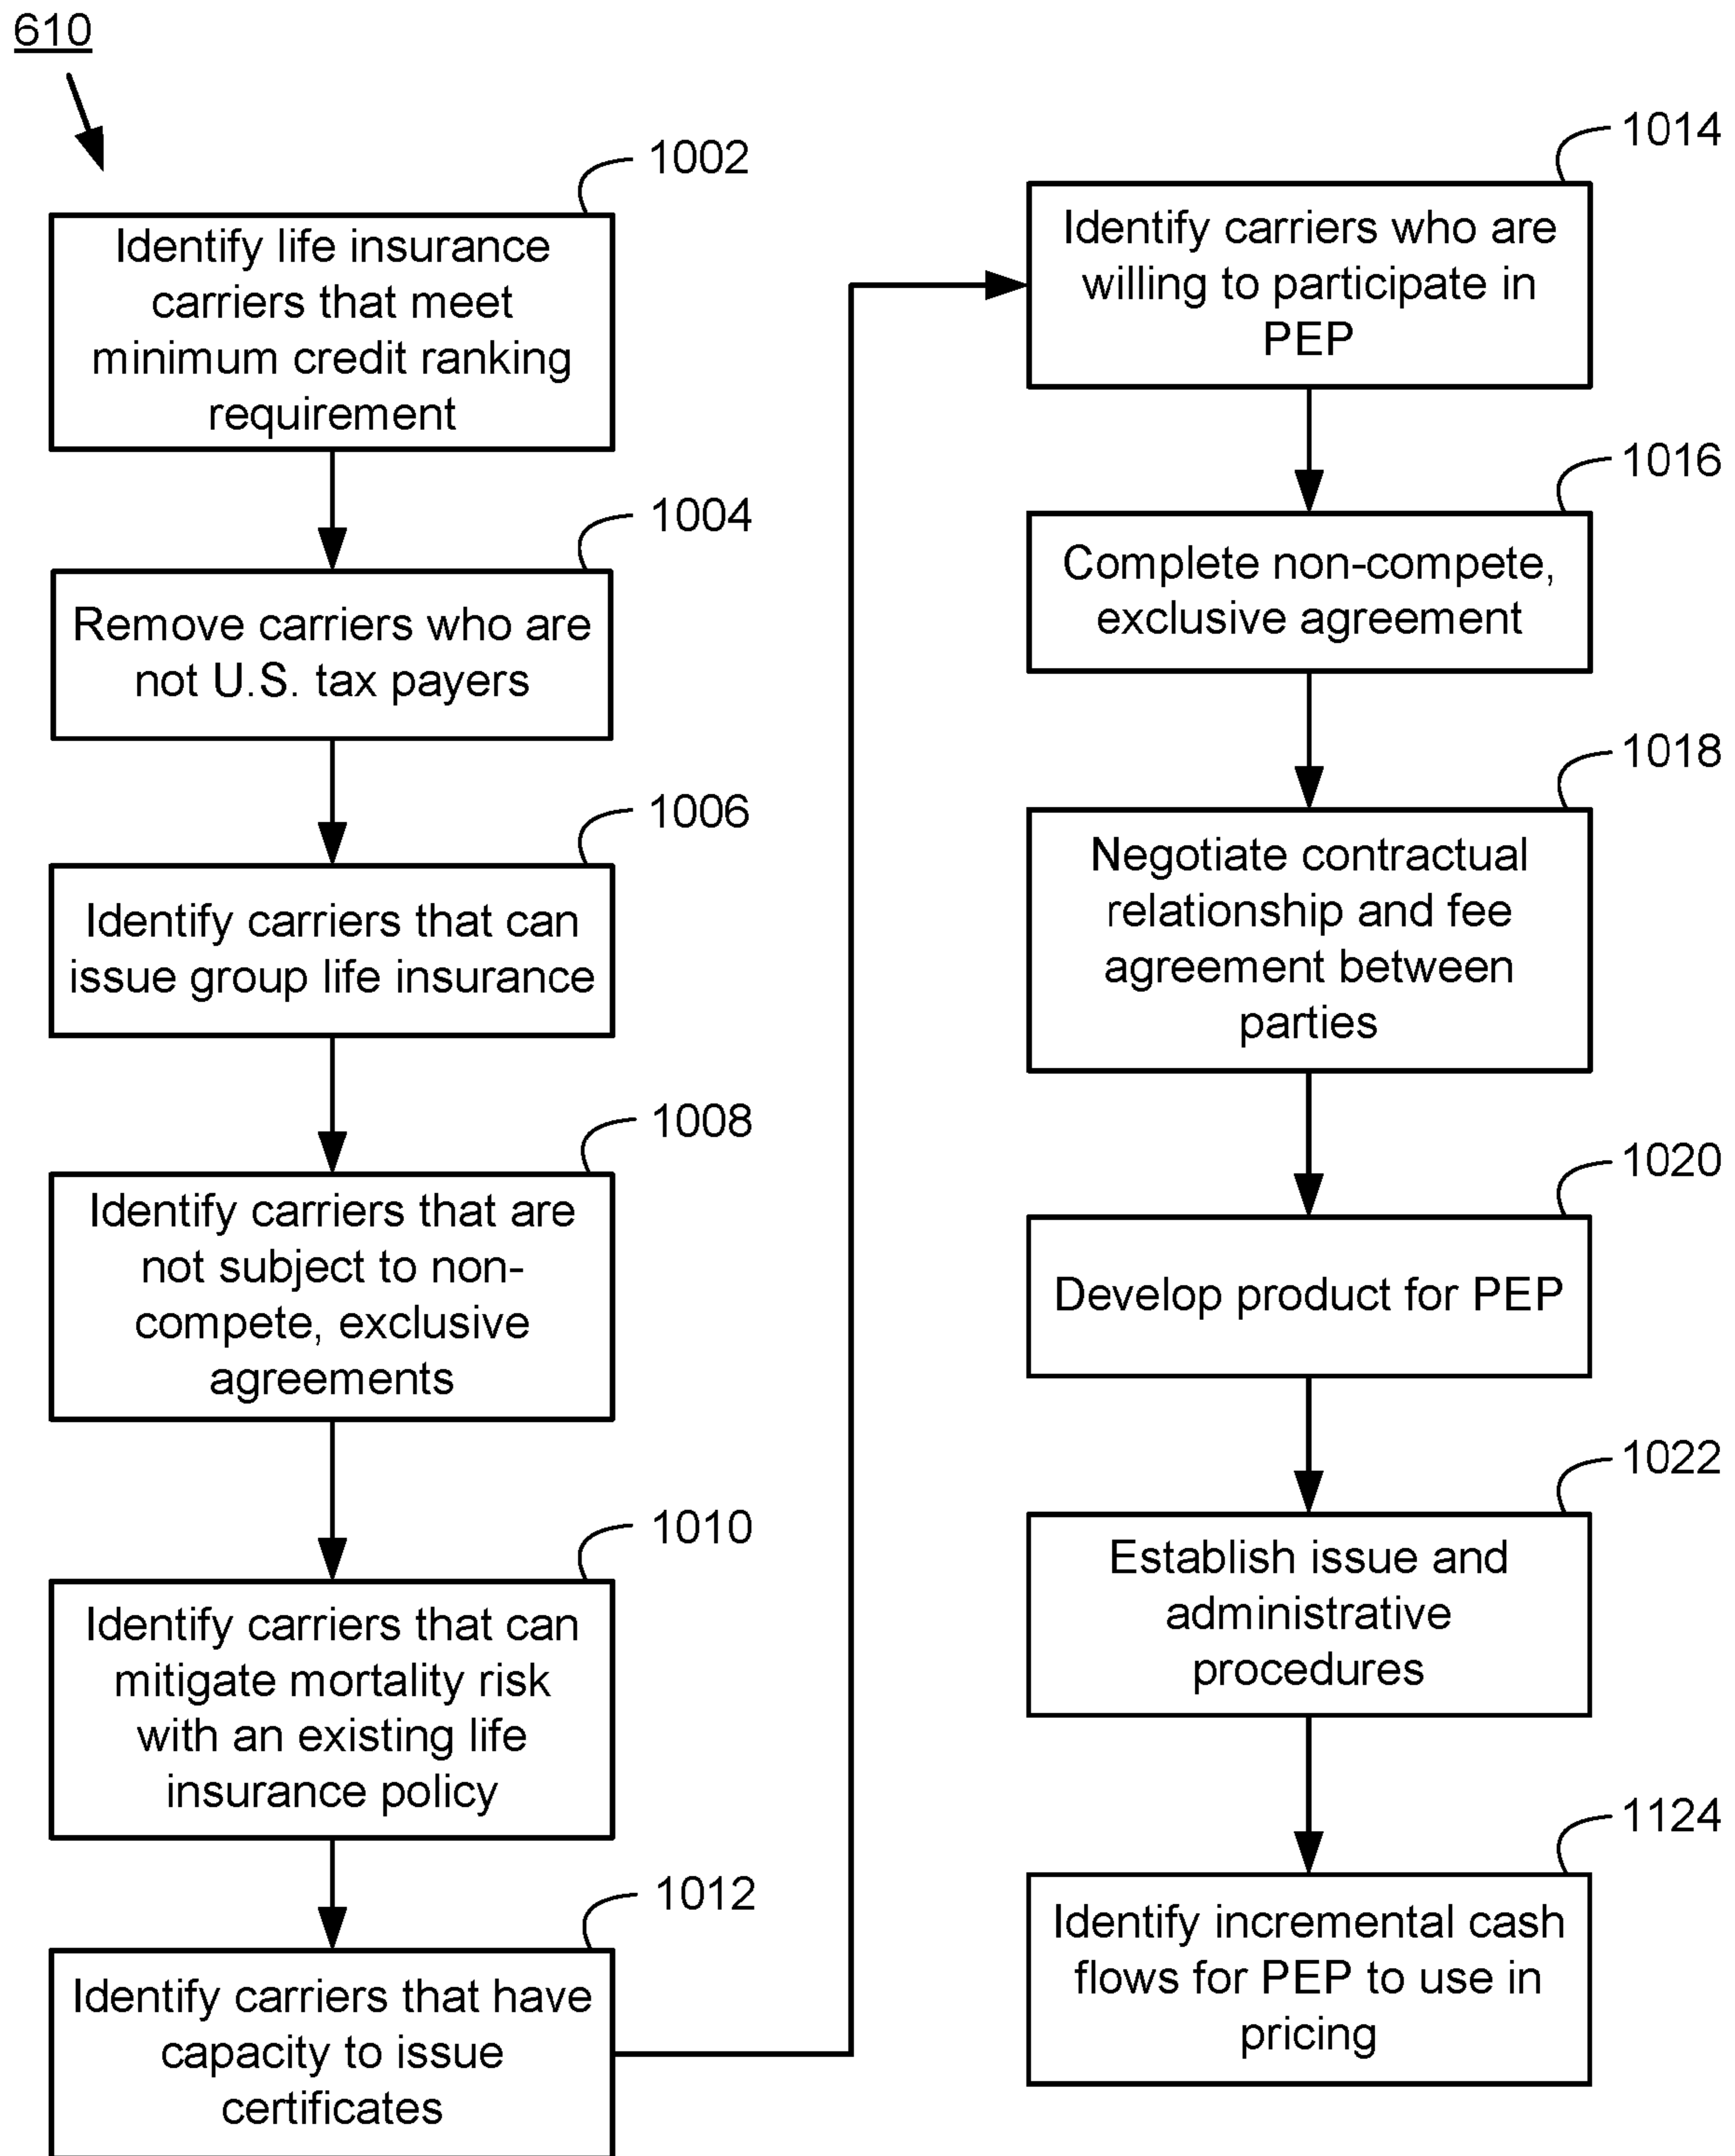 610
1002
Identify life insurance
carriers that meet
minimum credit ranking
requirement
1004
Remove carriers who are
not U.S. tax payers
1006
Identify carriers that can
issue group life insurance
1008
Identify carriers that are
not subject to non-
compete, exclusive
agreements
1010
Identify carriers that can
mitigate mortality risk
with an existing life
insurance policy
1012
Identify carriers that have
capacity to issue
certificates
1014
Identify carriers who are
willing to participate in
PEP
1016
Complete non-compete,
exclusive agreement
1018
Negotiate contractual
relationship and fee
agreement between
parties
1020
Develop product for PEP
1022
Establish issue and
administrative
procedures
1124
Identify incremental cash
flows for PEP to use in
pricing